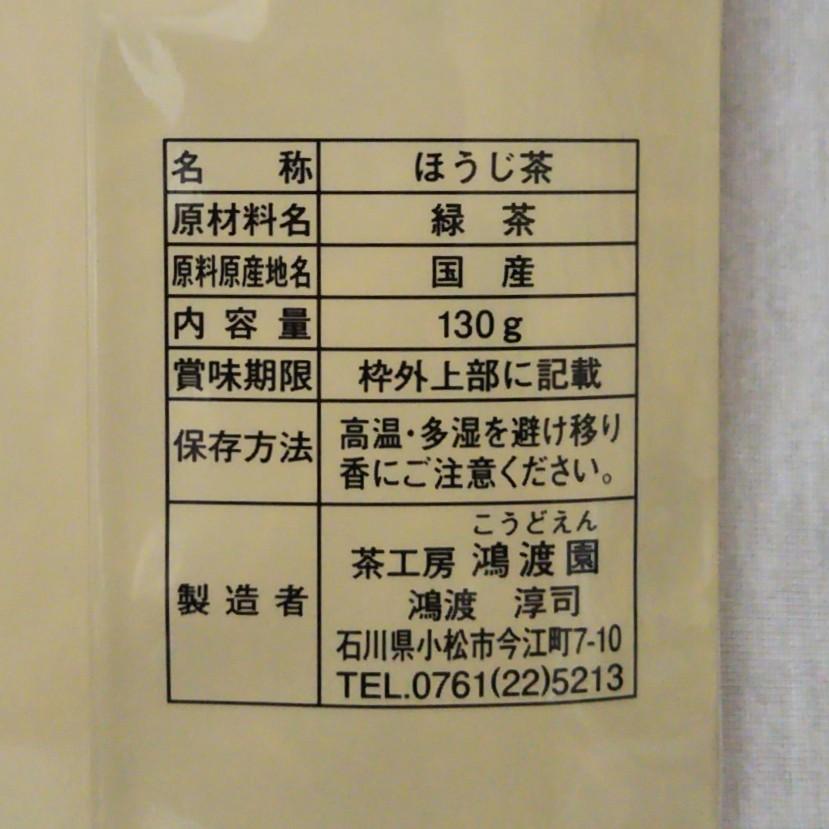 名称 ほうじ茶
原材料名 緑茶
原料原産地名 国産
内容量 130g
賞味期限 枠外上部に記載
保存方法 高温・多湿を避け移り
香にご注意ください。
こうどえん
製造者 茶工房 鴻渡園
鴻渡 淳司
石川県小松市今江町7-10
TEL.0761(22)5213